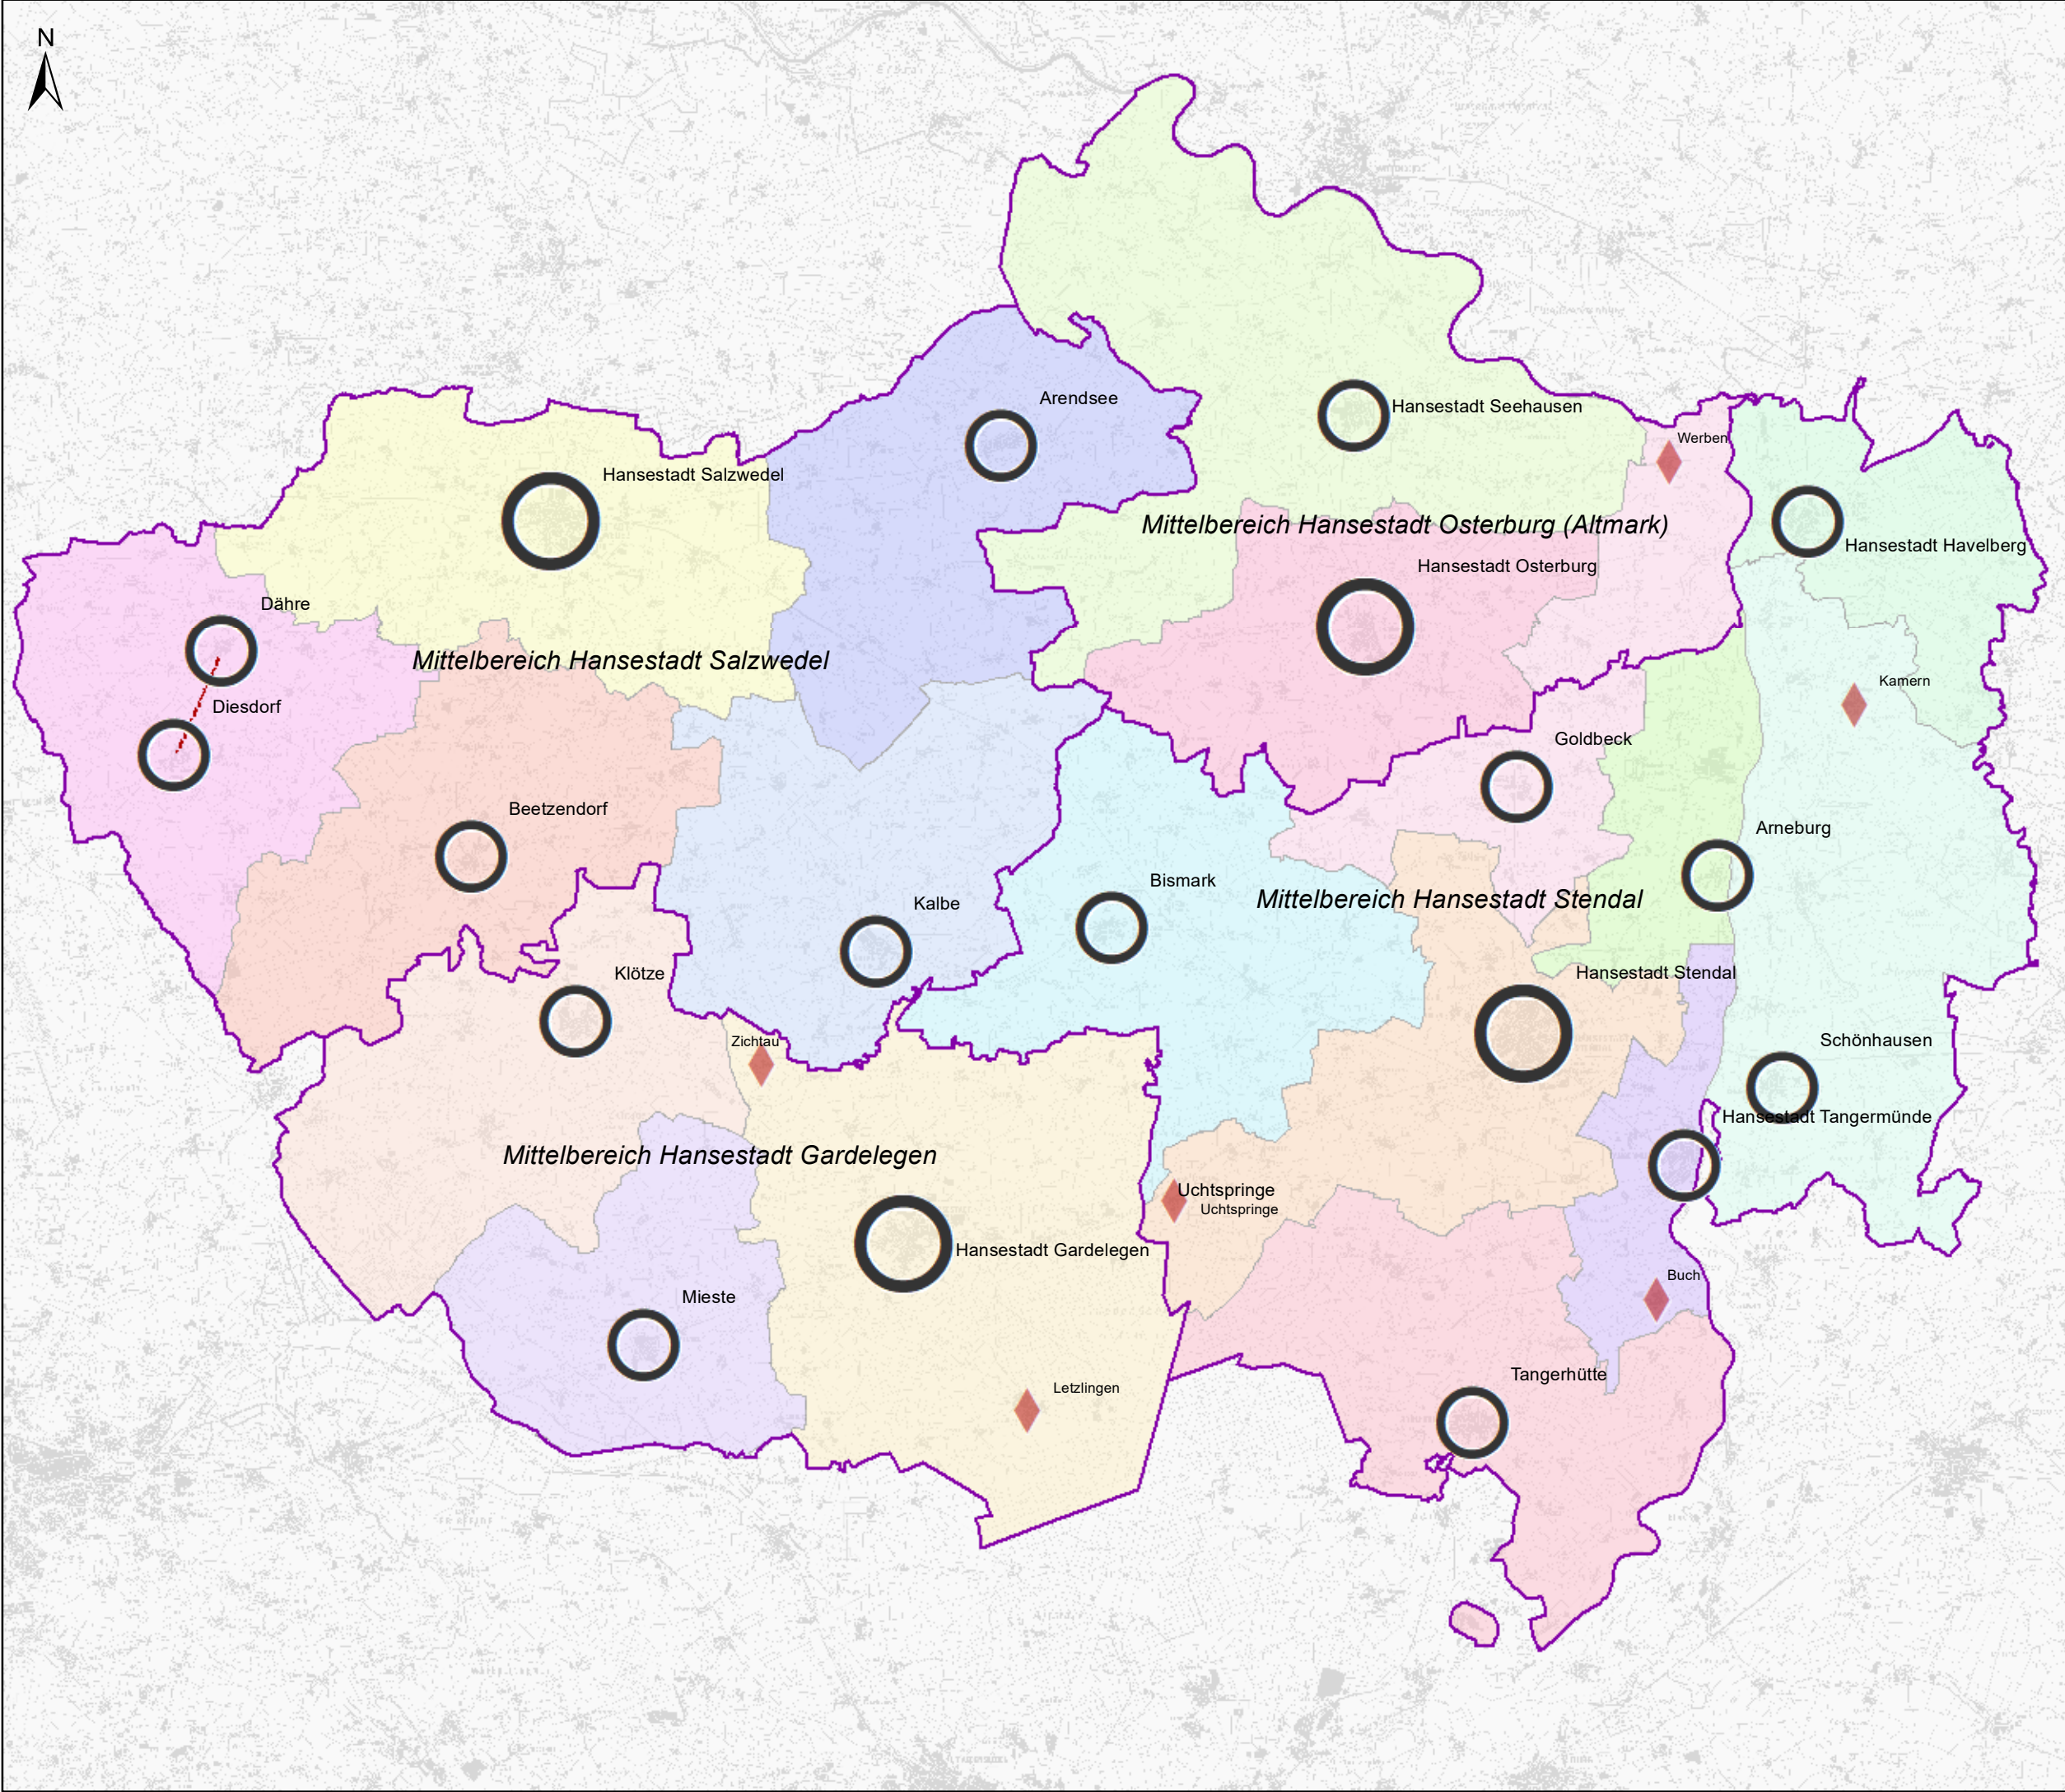 N
Arendsee
Hansestadt Seehausen
Werben
Hansestadt Salzwedel
Mittelbereich Hansestadt Osterburg (Altmark)
Hansestadt Havelberg
Hansestadt Osterburg
Dähre
Mittelbereich Hansestadt Salzwedel
Kamern
Diesdorf
Goldbeck
Beetzendorf
Arneburg
Bismark
Mittelbereich Hansestadt Stendal
Kalbe
Klötze
Hansestadt Stendal
Zichtau
Schönhausen
Hansestadt Tangermünde
Mittelbereich Hansestadt Gardelegen
Uchtspringe
Uchtspringe
Hansestadt Gardelegen
Buch
Mieste
Tangerhütte
Letzlingen